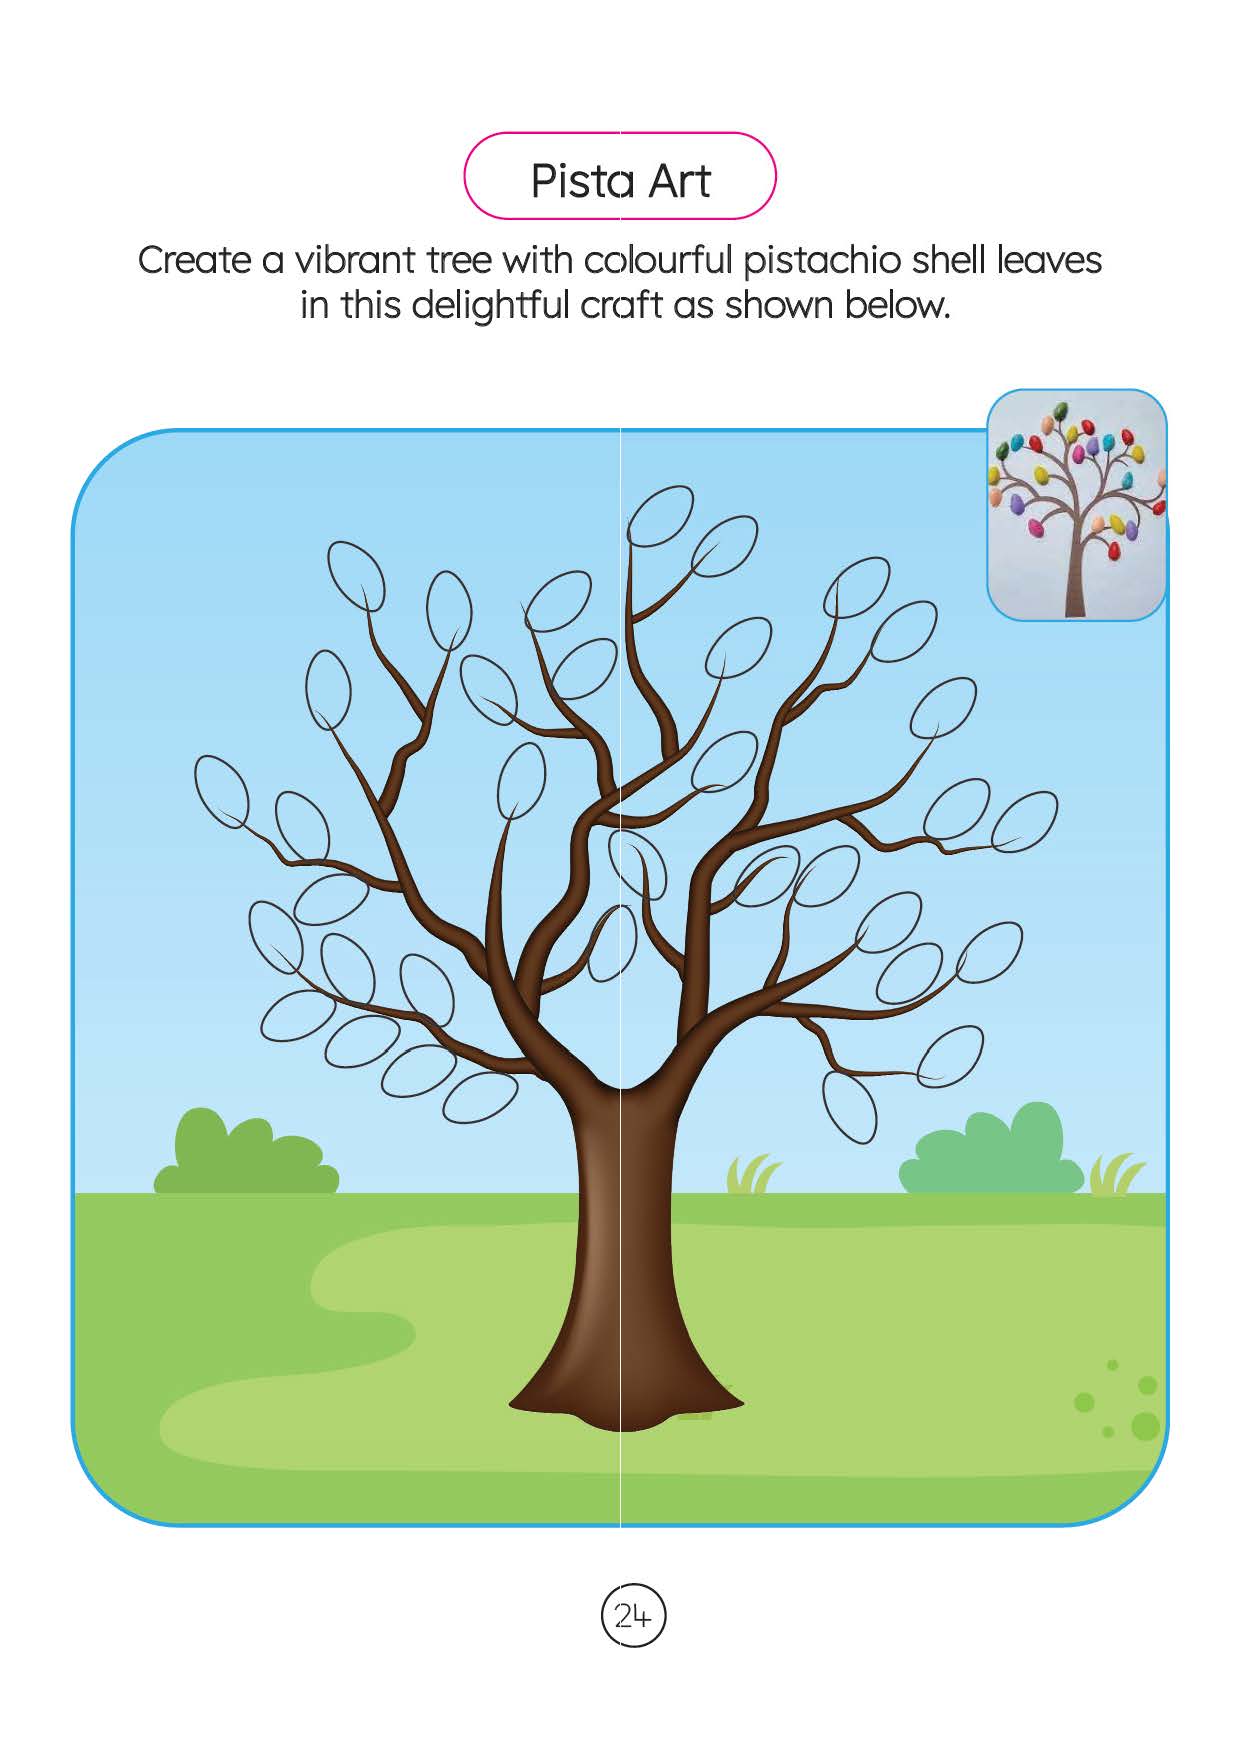 Pista Art
Create a vibrant tree with colourful pistachio shell leaves
in this delightful craft as shown below.
24